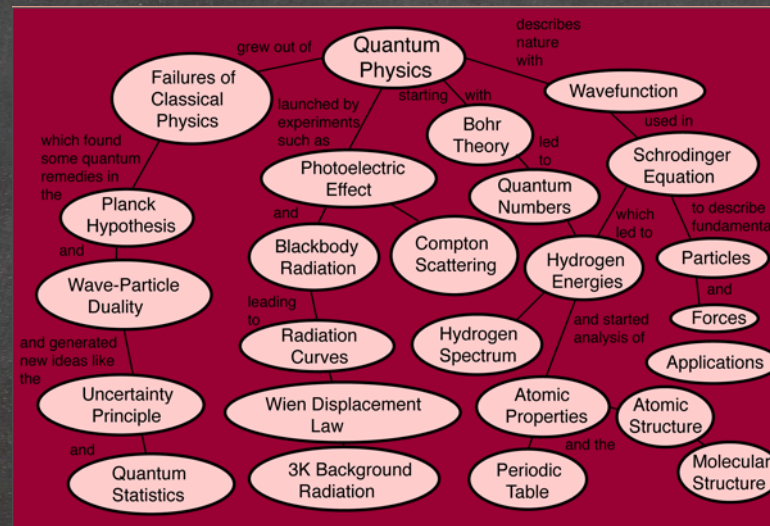 Quantum
Physics
grew out of
describes
nature
with
Failures of
Classical
Physics
launched by
experiments
such as
starting
with
Wavefunction
used in
Bohr
Theory
led
to
which found
some quantum
remedies in
the
Photoelectric
Effect
Schrodinger
Equation
Quantum
Numbers
which
led to
to describe
fundamenta
Planck
Hypothesis
and
and
Blackbody
Radiation
Compton
Scattering
Hydrogen
Energies
Particles
and
Forces
Wave-Particle
Duality
leading
to
Radiation
Curves
Hydrogen
Spectrum
and started
analysis of
Applications
and generated
new ideas like
the
Uncertainty
Principle
Wien Displacement
Law
Atomic
Properties
Atomic
Structure
and
and the
Quantum
Statistics
3K Background
Radiation
Periodic
Table
Molecular
Structure